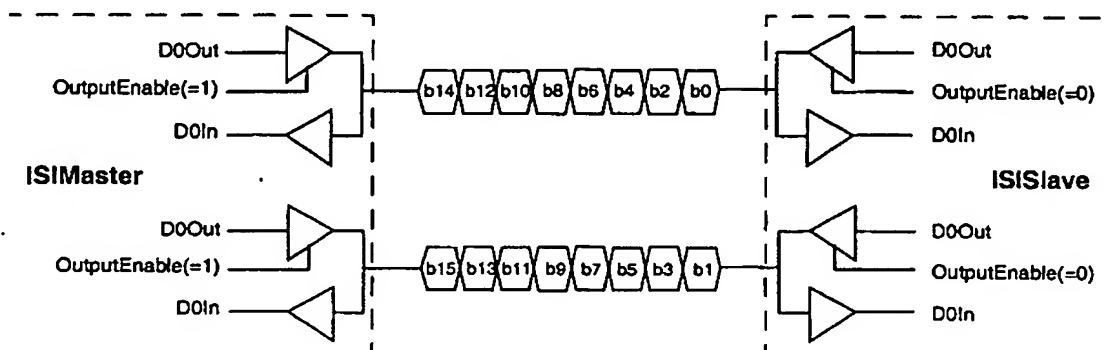 D0Out
OutputEnable(=1)
D0In
ISIMaster
D0Out
OutputEnable(=1)
D0In
b14 b12 b10 b8 b6 b4 b2 b0
b15 b13 b11 b9 b7 b5 b3 b1
D0Out
OutputEnable(=0)
D0In
ISISlave
D0Out
OutputEnable(=0)
D0In